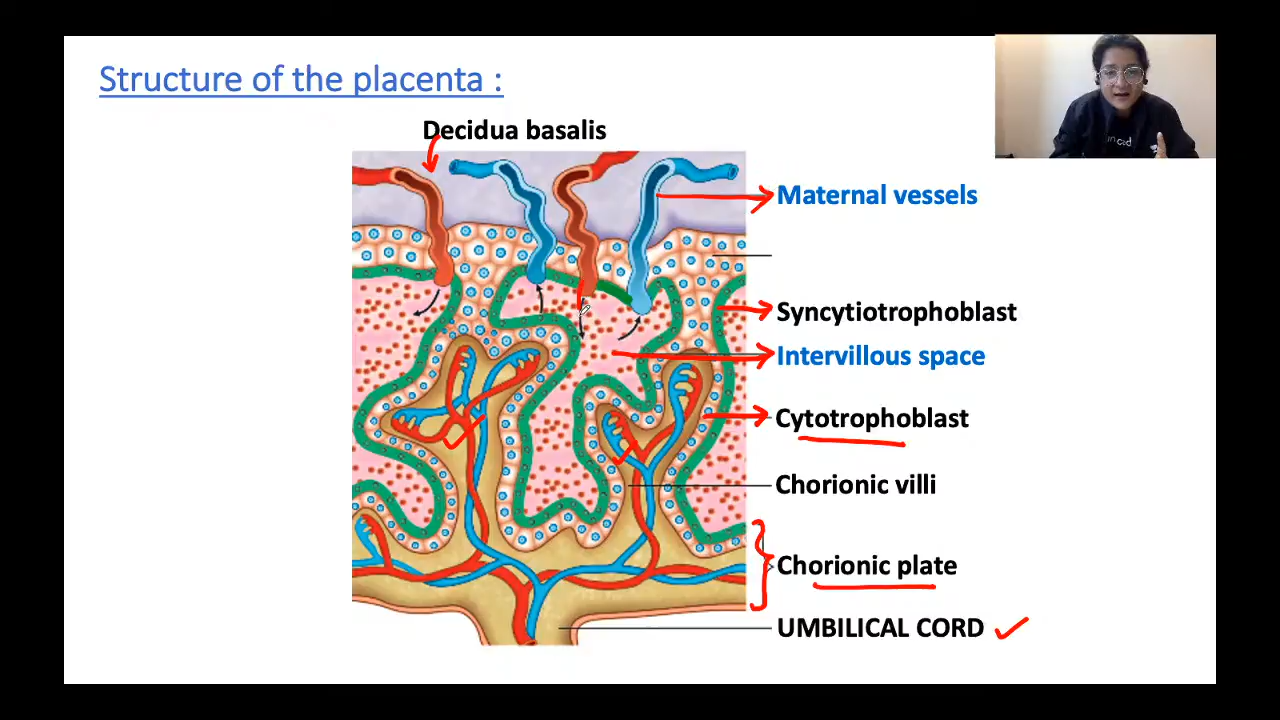 Structure of the placenta :
Decidua basalis
Maternal vessels
Syncytiotrophoblast
Intervillous space
Cytotrophoblast
Chorionic villi
Chorionic plate
UMBILICAL CORD